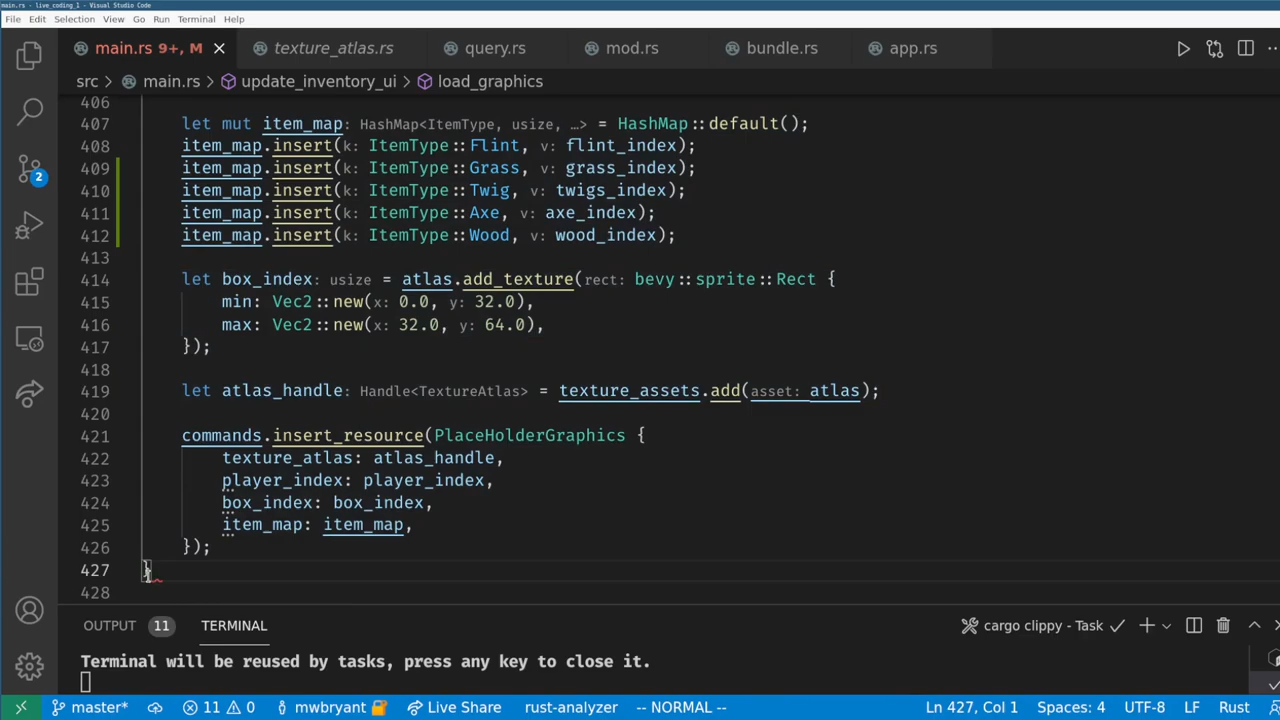 main.rs - live_coding_1 - Visual Studio Code
File Edit Selection View Go Run Terminal Help
main.rs 9+, M texture_atlas.rs query.rs mod.rs bundle.rs app.rs
src > main.rs > update_inventory_ui > load_graphics
406
407 let mut item_map: HashMap<ItemType, usize, …> = HashMap::default();
408 item_map.insert(k: ItemType::Flint, v: flint_index);
409 item_map.insert(k: ItemType::Grass, v: grass_index);
410 item_map.insert(k: ItemType::Twig, v: twigs_index);
411 item_map.insert(k: ItemType::Axe, v: axe_index);
412 item_map.insert(k: ItemType::Wood, v: wood_index);
413
414 let box_index: usize = atlas.add_texture(rect: bevy::sprite::Rect {
415 min: Vec2::new(x: 0.0, y: 32.0),
416 max: Vec2::new(x: 32.0, y: 64.0),
417 });
418
419 let atlas_handle: Handle<TextureAtlas> = texture_assets.add(asset: atlas);
420
421 commands.insert_resource(PlaceHolderGraphics {
422 texture_atlas: atlas_handle,
423 player_index: player_index,
424 box_index: box_index,
425 item_map: item_map,
426 });
427 }
428
2
OUTPUT 11 TERMINAL cargo clippy - Task
Terminal will be reused by tasks, press any key to close it.
master* 11 0 mwbryant Live Share rust-analyzer -- NORMAL -- Ln 427, Col 1 Spaces: 4 UTF-8 LF Rust